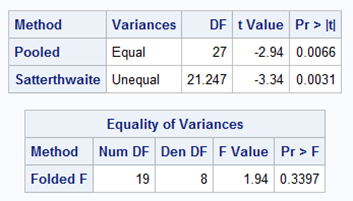 Method Variances DF t Value Pr > |t|
Pooled Equal 27 -2.94 0.0066
Satterthwaite Unequal 21.247 -3.34 0.0031
Equality of Variances
Method Num DF Den DF F Value Pr > F
Folded F 19 8 1.94 0.3397